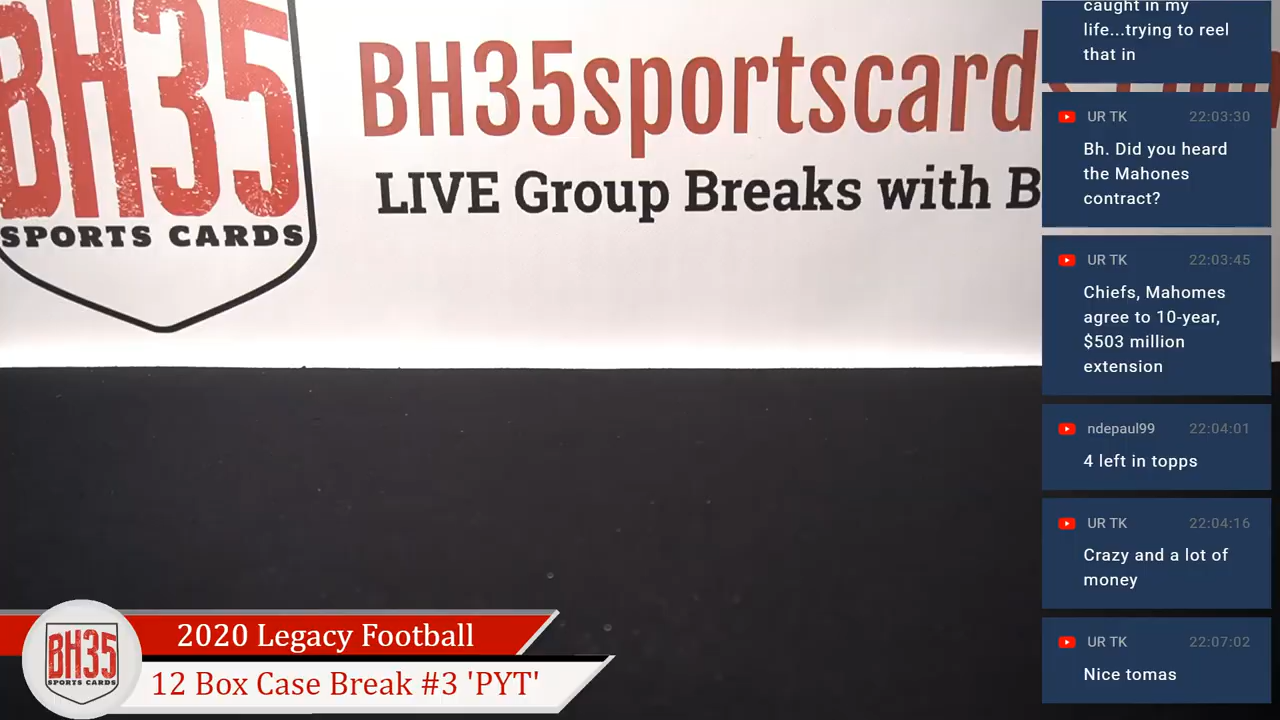 BH35
SPORTS CARDS
BH35sportscard
LIVE Group Breaks with B
caught in my
life...trying to reel
that in
UR TK 22:03:30
Bh. Did you heard
the Mahones
contract?
UR TK 22:03:45
Chiefs, Mahomes
agree to 10-year,
$503 million
extension
ndepaul99 22:04:01
4 left in topps
UR TK 22:04:16
Crazy and a lot of
money
UR TK 22:07:02
Nice tomas
BH35
SPORTS CARDS
2020 Legacy Football
12 Box Case Break #3 'PYT'